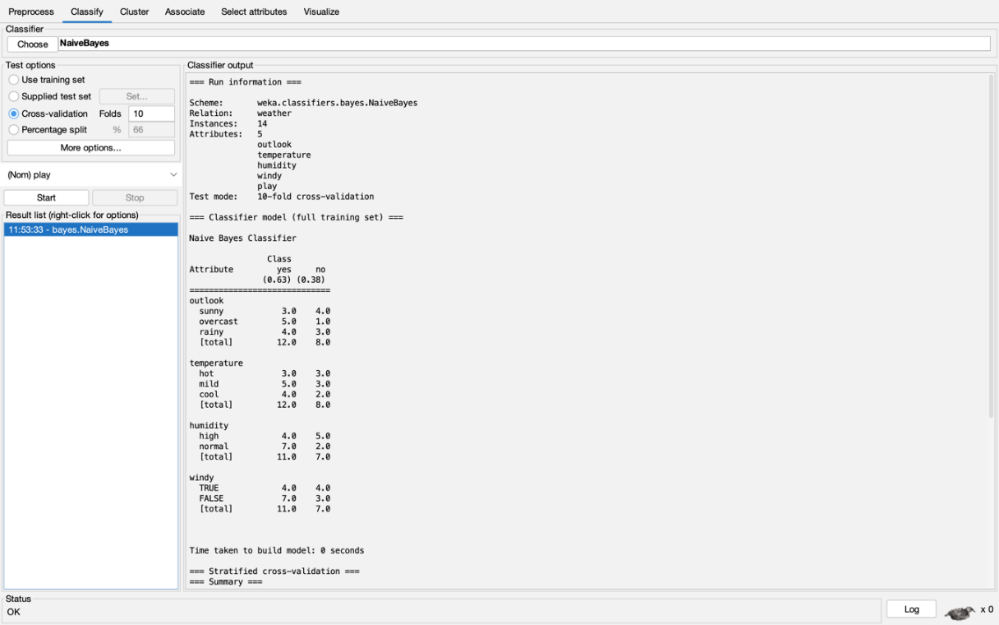 Preprocess Classify Cluster Associate Select attributes Visualize
Classifier
Choose NaiveBayes
Test options
Use training set
Supplied test set Set...
Cross-validation Folds 10
Percentage split % 66
More options...
(Nom) play
Start Stop
Result list (right-click for options)
11:53:33 - bayes.NaiveBayes
Classifier output
=== Run information ===
Scheme: weka.classifiers.bayes.NaiveBayes
Relation: weather
Instances: 14
Attributes: 5
outlook
temperature
humidity
windy
play
Test mode: 10-fold cross-validation
=== Classifier model (full training set) ===
Naive Bayes Classifier
Class
Attribute yes no
(0.63) (0.38)
=============================
outlook
sunny 3.0 4.0
overcast 5.0 1.0
rainy 4.0 3.0
[total] 12.0 8.0
temperature
hot 3.0 3.0
mild 5.0 3.0
cool 4.0 2.0
[total] 12.0 8.0
humidity
high 4.0 5.0
normal 7.0 2.0
[total] 11.0 7.0
windy
TRUE 4.0 4.0
FALSE 7.0 3.0
[total] 11.0 7.0
Time taken to build model: 0 seconds
=== Stratified cross-validation ===
=== Summary ===
Status
OK
Log x 0